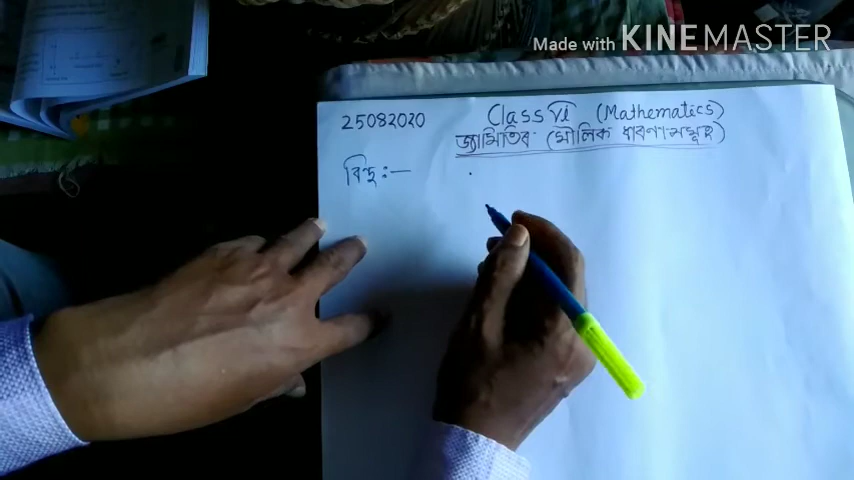 Made with KINEMASTER
25082020 Class VI (Mathematics)
জ্যামিতিৰ (মৌলিক ধাৰণা সমূহ)
বিন্দু :—